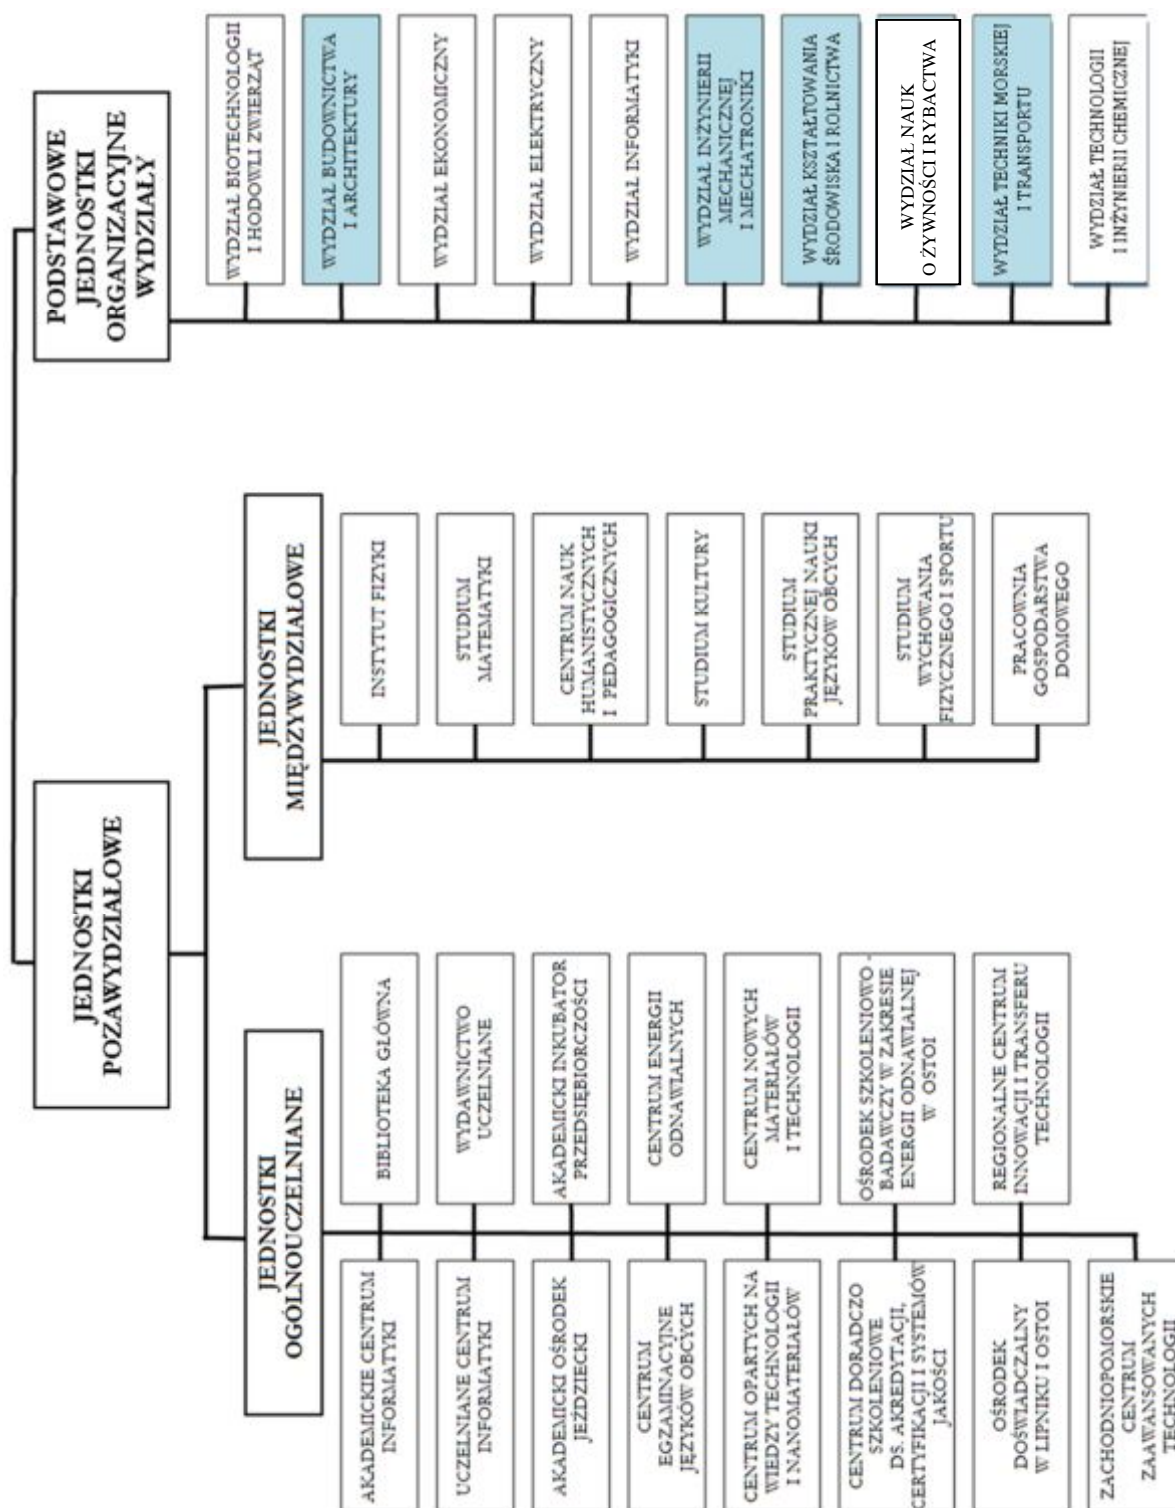 JEDNOSTKI
POZAWYDZIAŁOWE
PODSTAWOWE
JEDNOSTKI
ORGANIZACYJNE
WYDZIAŁY
JEDNOSTKI
OGÓLNOUCZELNIANE
JEDNOSTKI
MIĘDZYWYDZIAŁOWE
AKADEMICKIE CENTRUM
INFORMATYKI
UCZELNIANE CENTRUM
INFORMATYKI
AKADEMICKI OŚRODEK
JEŹDZIECKI
CENTRUM
EGZAMINACYJNE
JĘZYKÓW OBCYCH
CENTRUM OPARTYCH NA
WIEDZY TECHNOLOGII
I NANOMATERIAŁÓW
CENTRUM DORADCZO
SZKOLENIOWE
DS. AKREDYTACJI,
CERTYFIKACJI I SYSTEMÓW
JAKOŚCI
OŚRODEK
DOŚWIADCZALNY
W LIPNIKU I OSTOI
ZACHODNIOPOMORSKIE
CENTRUM
ZAAWANSOWANYCH
TECHNOLOGII
BIBLIOTEKA GŁÓWNA
WYDAWNICTWO
UCZELNIANE
AKADEMICKI INKUBATOR
PRZEDSIĘBIORCZOŚCI
CENTRUM ENERGII
ODNAWIALNYCH
CENTRUM NOWYCH
MATERIAŁÓW
I TECHNOLOGII
OŚRODEK SZKOLENIOWO -
BADAWCZY W ZAKRESIE
ENERGII ODNAWIALNEJ
W OSTOI
REGIONALNE CENTRUM
INNOWACJI I TRANSFERU
TECHNOLOGII
INSTYTUT FIZYKI
STUDIUM
MATEMATYKI
CENTRUM NAUK
HUMANISTYCZNYCH
I PEDAGOGICZNYCH
STUDIUM KULTURY
STUDIUM
PRAKTYCZNEJ NAUKI
JĘZYKÓW OBCYCH
STUDIUM
WYCHOWANIA
FIZYCZNEGO I SPORTU
PRACOWNIA
GOSPODARSTWA
DOMOWEGO
WYDZIAŁ BIOTECHNOLOGII
I HODOWLI ZWIERZĄT
WYDZIAŁ BUDOWNICTWA
I ARCHITEKTURY
WYDZIAŁ EKONOMICZNY
WYDZIAŁ ELEKTRYCZNY
WYDZIAŁ INFORMATYKI
WYDZIAŁ INŻYNIERII
MECHANICZNEJ
I MECHATRONIKI
WYDZIAŁ KSZTAŁTOWANIA
ŚRODOWISKA I ROLNICTWA
WYDZIAŁ NAUK
O ŻYWNOŚCI I RYBACTWA
WYDZIAŁ TECHNIKI MORSKIEJ
I TRANSPORTU
WYDZIAŁ TECHNOLOGII
I INŻYNIERII CHEMICZNEJ